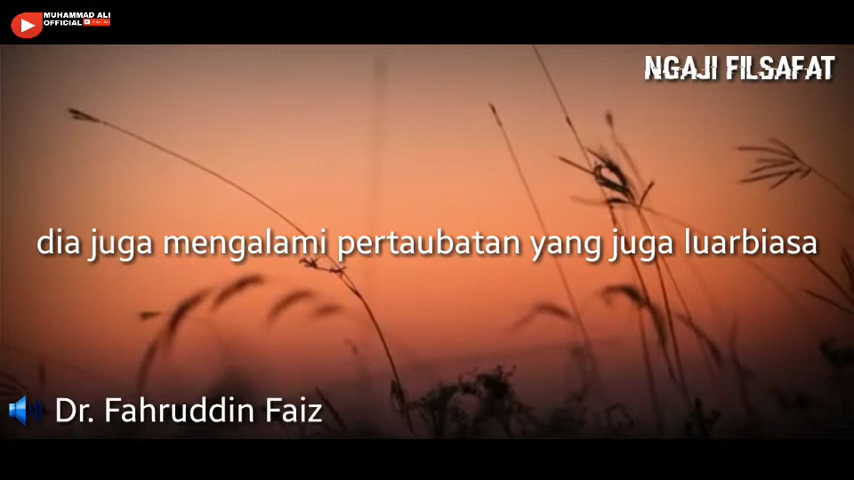 MUHAMMAD ALI
OFFICIAL
NGAJI FILSAFAT
dia juga mengalami pertaubatan yang juga luarbiasa
Dr. Fahruddin Faiz